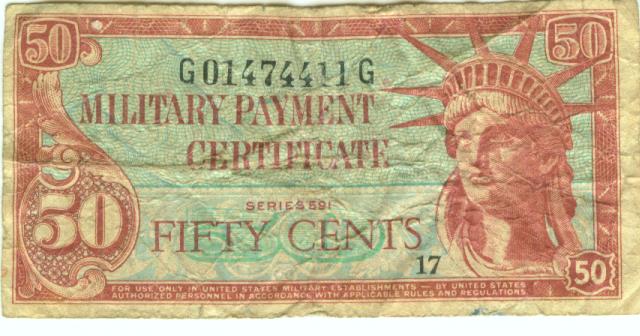 50 50
G01474411G
MILITARY PAYMENT
CERTIFICATE
SERIES 591
50 FIFTY CENTS
17
50
FOR USE ONLY IN UNITED STATES MILITARY ESTABLISHMENTS — BY UNITED STATES
AUTHORIZED PERSONNEL IN ACCORDANCE WITH APPLICABLE RULES AND REGULATIONS